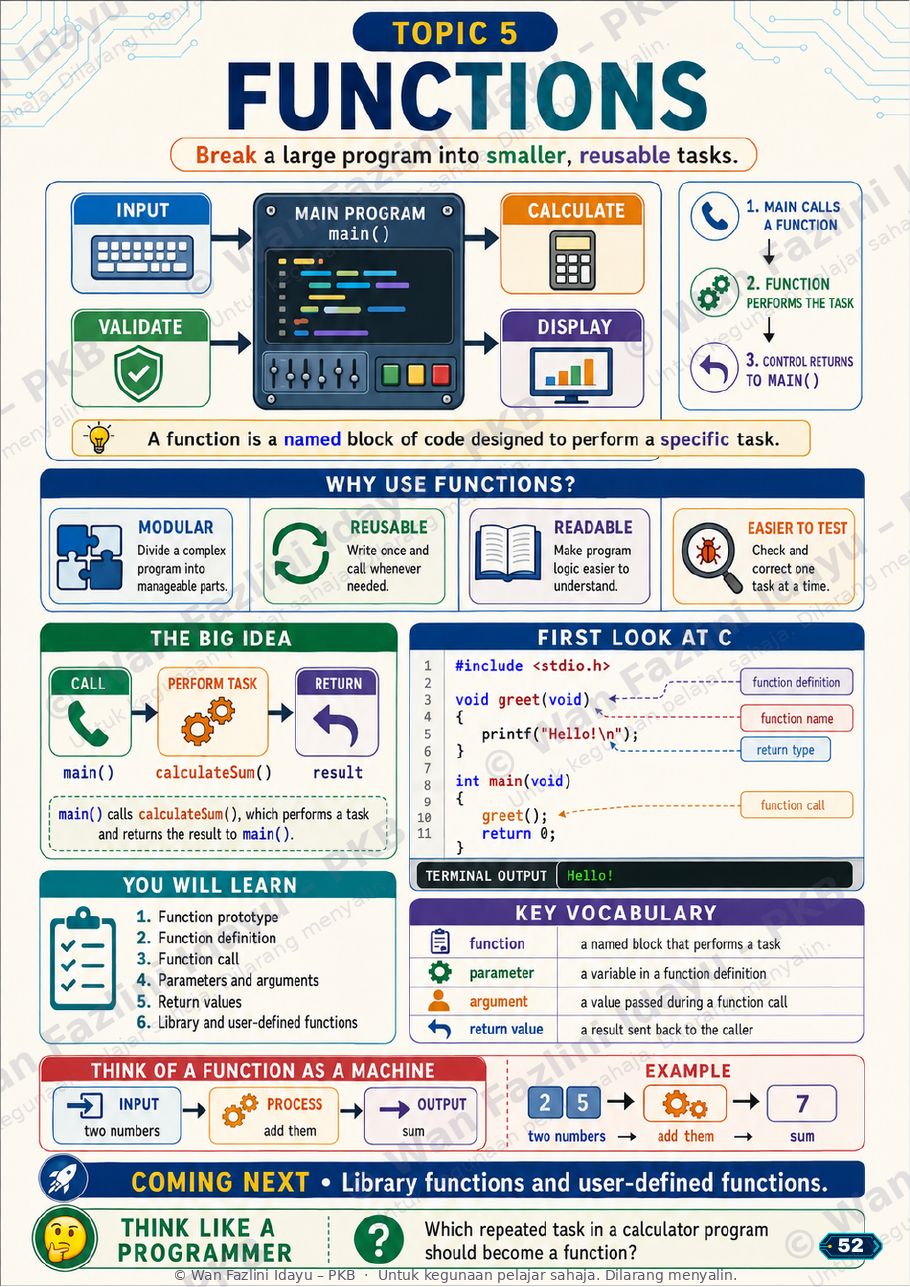 TOPIC 5
FUNCTIONS
Break a large program into smaller, reusable tasks.
INPUT
VALIDATE
MAIN PROGRAM
main()
CALCULATE
DISPLAY
1. MAIN CALLS
A FUNCTION
2. FUNCTION
PERFORMS THE TASK
3. CONTROL RETURNS
TO MAIN()
A function is a named block of code designed to perform a specific task.
WHY USE FUNCTIONS?
MODULAR
Divide a complex
program into
manageable parts.
REUSABLE
Write once and
call whenever
needed.
READABLE
Make program
logic easier to
understand.
EASIER TO TEST
Check and
correct one
task at a time.
THE BIG IDEA
CALL
PERFORM TASK
RETURN
main()
calculateSum()
result
main() calls calculateSum(), which performs a task
and returns the result to main().
FIRST LOOK AT C
1 #include <stdio.h>
2
3 void greet(void)
4 {
5 printf("Hello!\n");
6 }
7
8 int main(void)
9 {
10 greet();
11 return 0;
}
function definition
function name
return type
function call
TERMINAL OUTPUT Hello!
YOU WILL LEARN
1. Function prototype
2. Function definition
3. Function call
4. Parameters and arguments
5. Return values
6. Library and user-defined functions
KEY VOCABULARY
function a named block that performs a task
parameter a variable in a function definition
argument a value passed during a function call
return value a result sent back to the caller
THINK OF A FUNCTION AS A MACHINE
INPUT
two numbers
PROCESS
add them
OUTPUT
sum
EXAMPLE
2 5 7
two numbers → add them → sum
COMING NEXT • Library functions and user-defined functions.
THINK LIKE A
PROGRAMMER
?
Which repeated task in a calculator program
should become a function?
52
© Wan Fazlini Idayu – PKB · Untuk kegunaan pelajar sahaja. Dilarang menyalin.